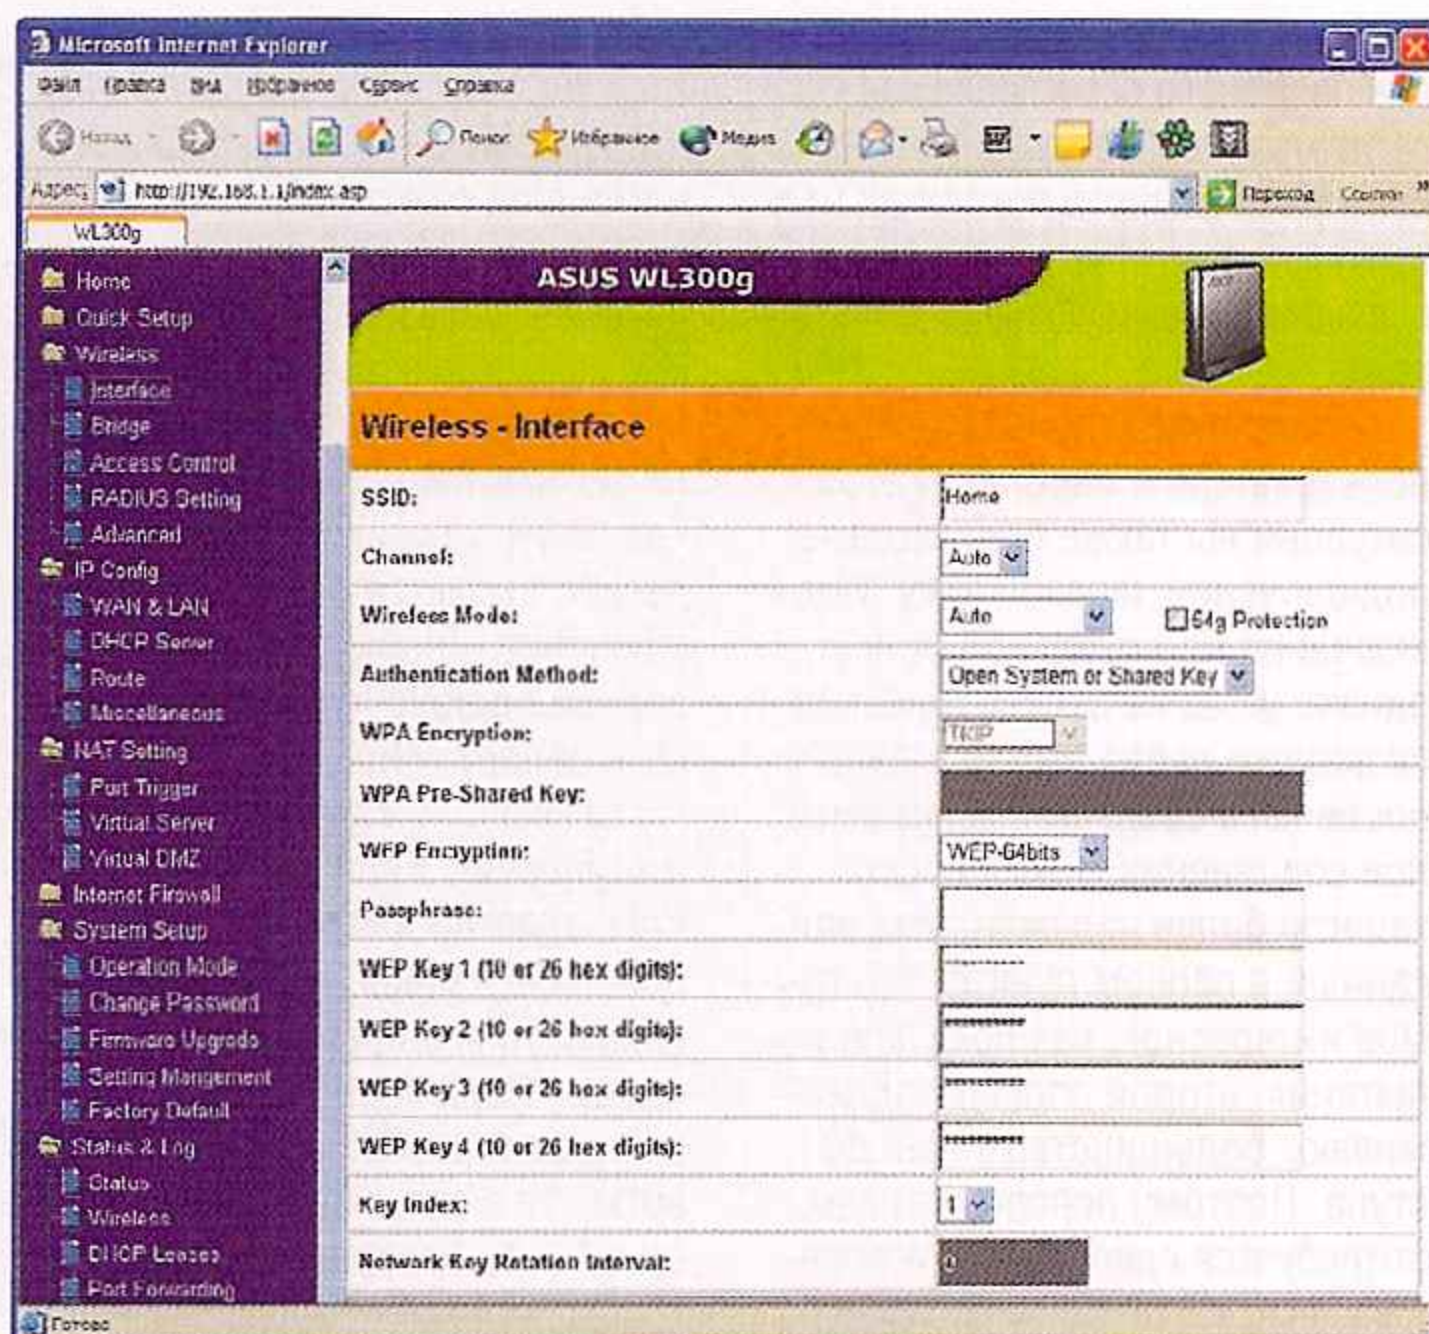 Microsoft Internet Explorer
Файл Правка Вид Избранное Сервис Справка
Назад Поиск Избранное Медиа
Адрес: http://192.168.1.1/index.asp Переход Ссылки »
WL300g
Home
Quick Setup
Wireless
Interface
Bridge
Access Control
RADIUS Setting
Advanced
IP Config
WAN & LAN
DHCP Server
Route
Miscellaneous
NAT Setting
Port Trigger
Virtual Server
Virtual DMZ
Internet Firewall
System Setup
Operation Mode
Change Password
Firmware Upgrade
Setting Mangement
Factory Default
Status & Log
Status
Wireless
DHCP Leases
Port Forwarding
ASUS WL300g
Wireless - Interface
SSID: Home
Channel: Auto
Wireless Mode: Auto 54g Protection
Authentication Method: Open System or Shared Key
WPA Encryption: TKIP
WPA Pre-Shared Key:
WEP Encryption: WEP-64bits
Passphrase:
WEP Key 1 (10 or 26 hex digits): **********
WEP Key 2 (10 or 26 hex digits): **********
WEP Key 3 (10 or 26 hex digits): **********
WEP Key 4 (10 or 26 hex digits): **********
Key Index: 1
Network Key Rotation Interval: 0
Готово